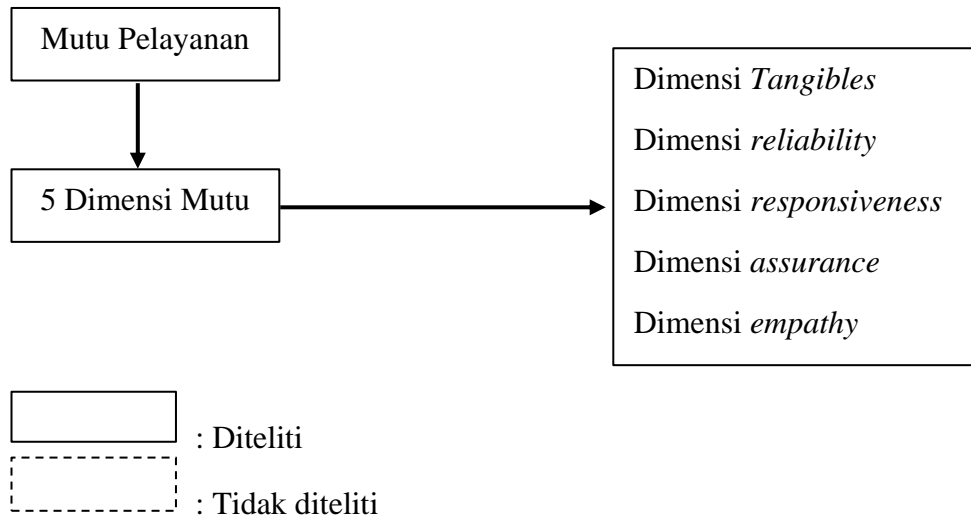 Mutu Pelayanan
5 Dimensi Mutu
Dimensi Tangibles
Dimensi reliability
Dimensi responsiveness
Dimensi assurance
Dimensi empathy
: Diteliti
: Tidak diteliti